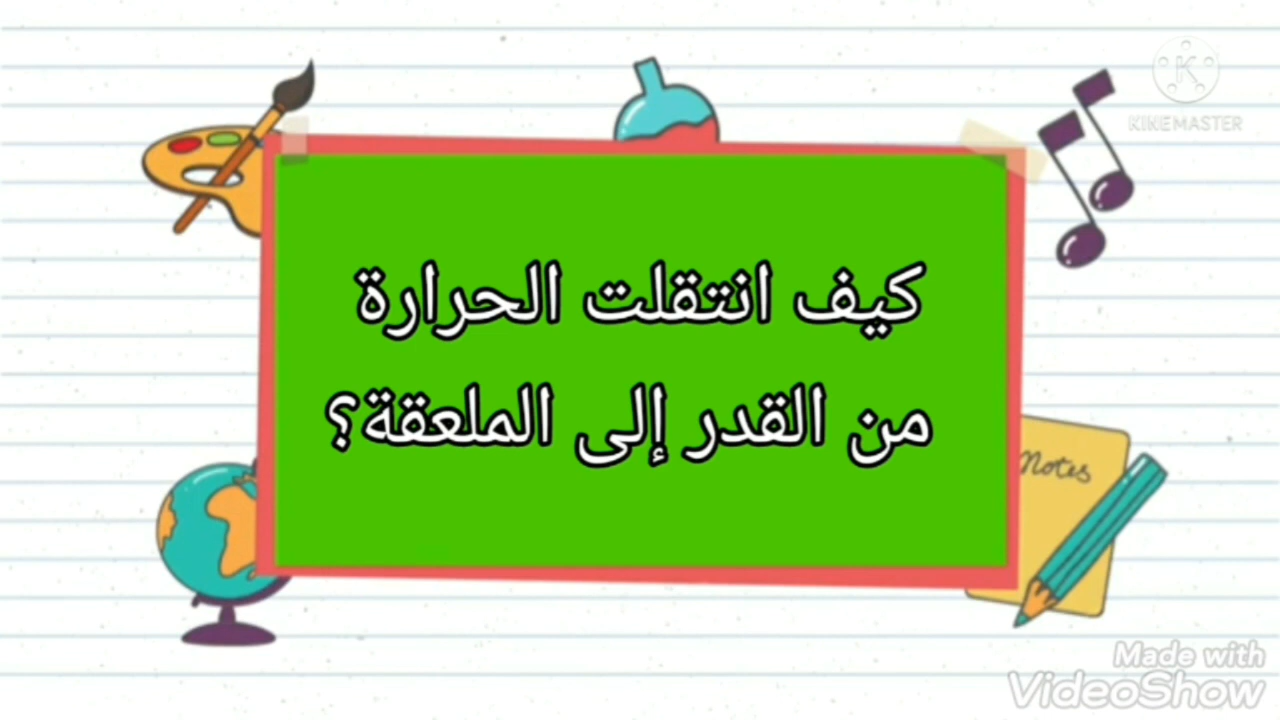 KINEMASTER
كيف انتقلت الحرارة
من القدر إلى الملعقة؟
Notes
Made with
VideoShow